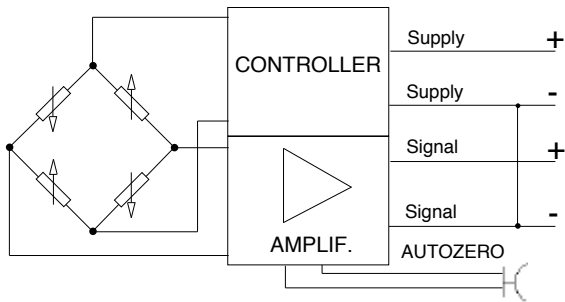 Supply +
CONTROLLER
Supply -
Signal +
Signal -
AMPLIF.
AUTOZERO